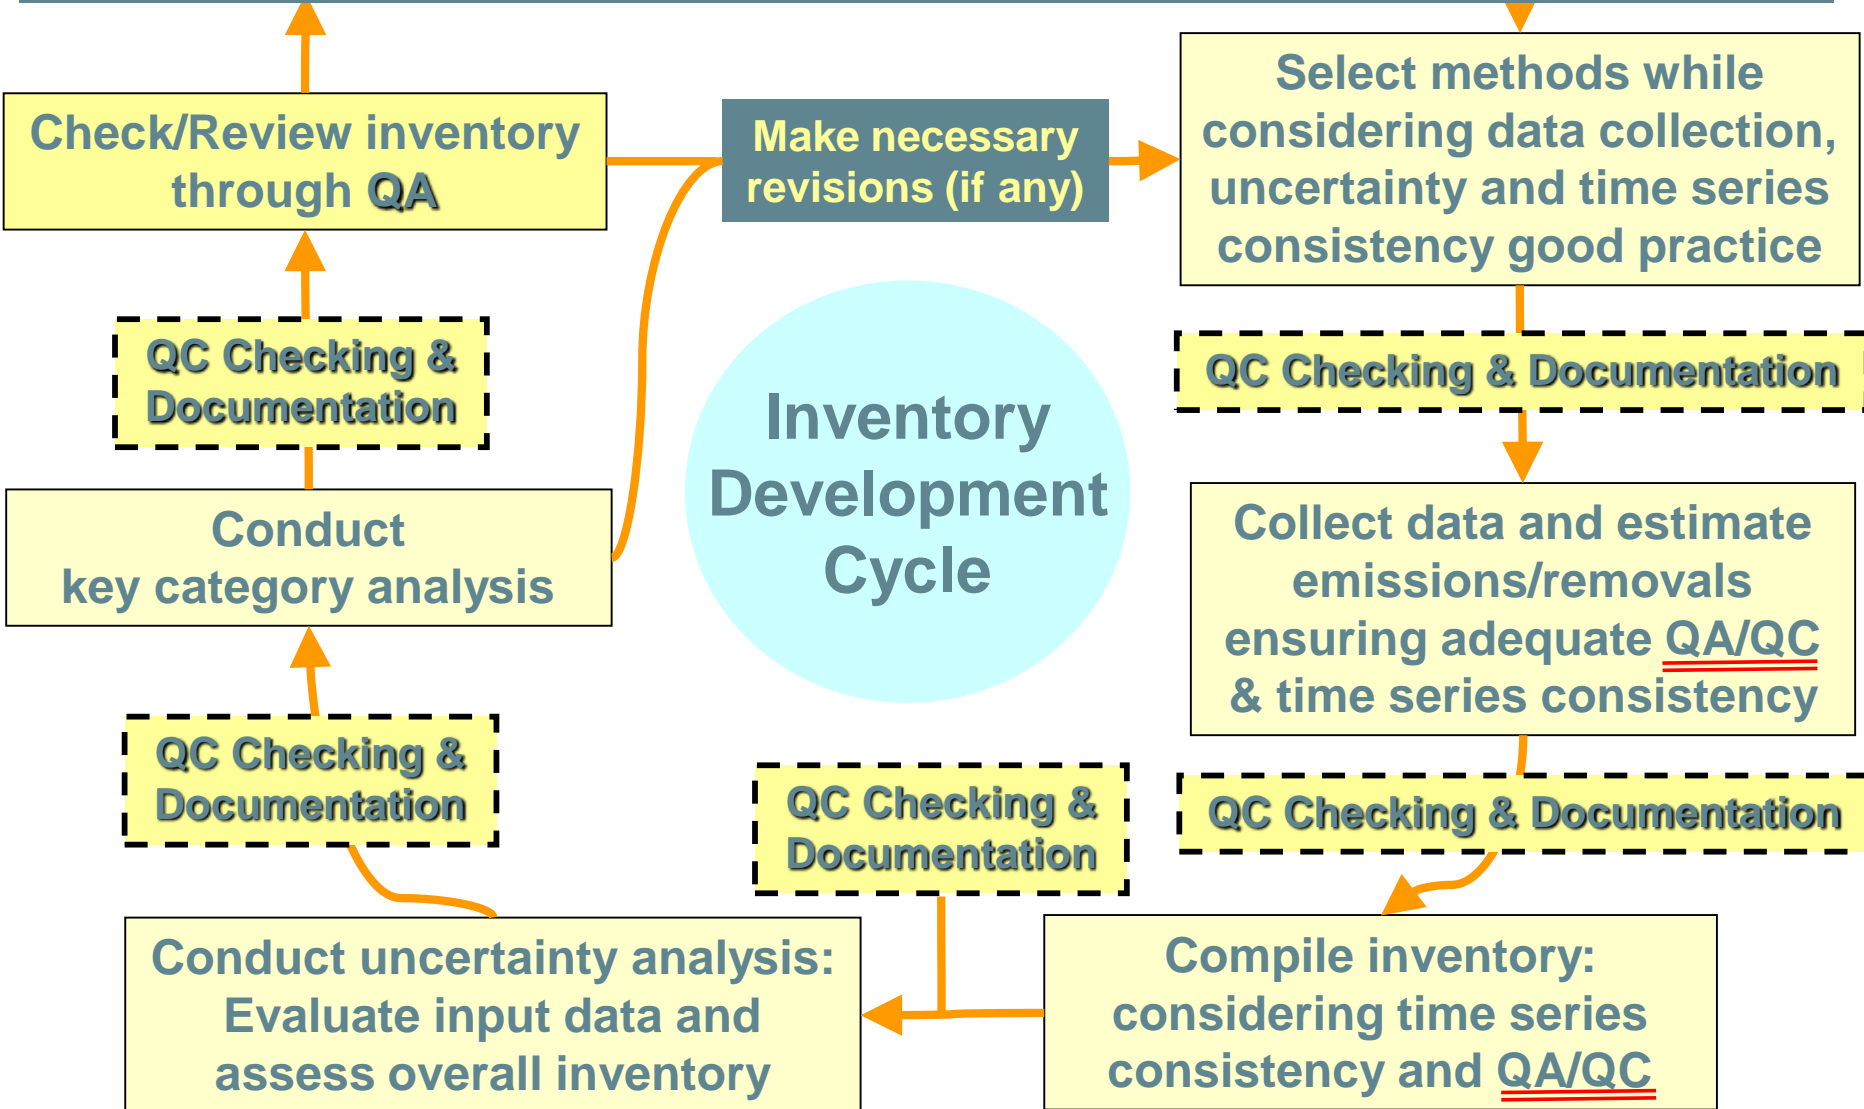 Check/Review inventory
through QA
Make necessary
revisions (if any)
Select methods while
considering data collection,
uncertainty and time series
consistency good practice
QC Checking &
Documentation
QC Checking & Documentation
Inventory
Development
Cycle
Conduct
key category analysis
Collect data and estimate
emissions/removals
ensuring adequate QA/QC
& time series consistency
QC Checking &
Documentation
QC Checking &
Documentation
QC Checking & Documentation
Conduct uncertainty analysis:
Evaluate input data and
assess overall inventory
Compile inventory:
considering time series
consistency and QA/QC